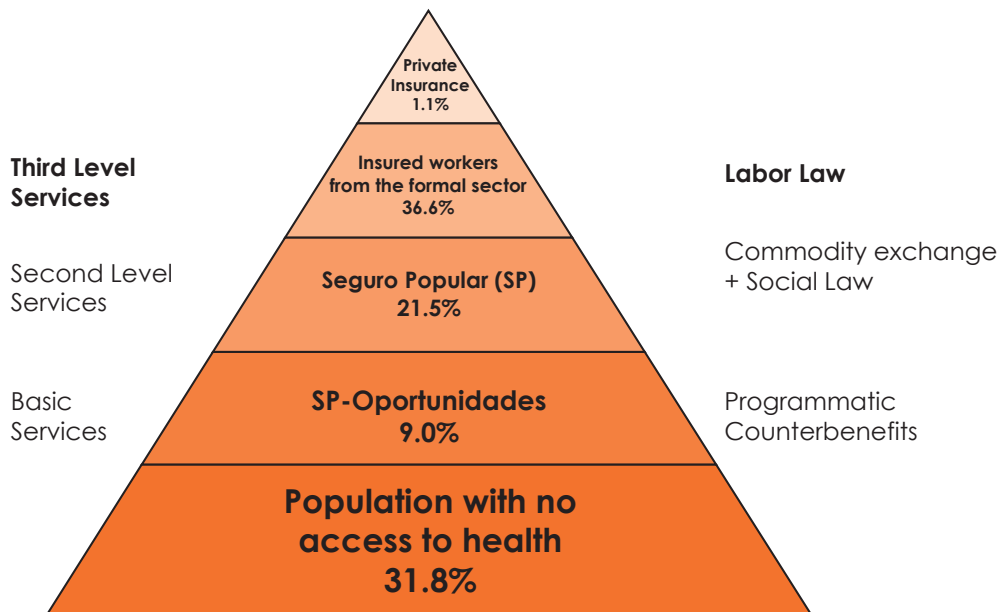 Private
Insurance
1.1%
Third Level
Services
Insured workers
from the formal sector
36.6%
Labor Law
Second Level
Services
Seguro Popular (SP)
21.5%
Commodity exchange
+ Social Law
Basic
Services
SP-Oportunidades
9.0%
Programmatic
Counterbenefits
Population with no
access to health
31.8%